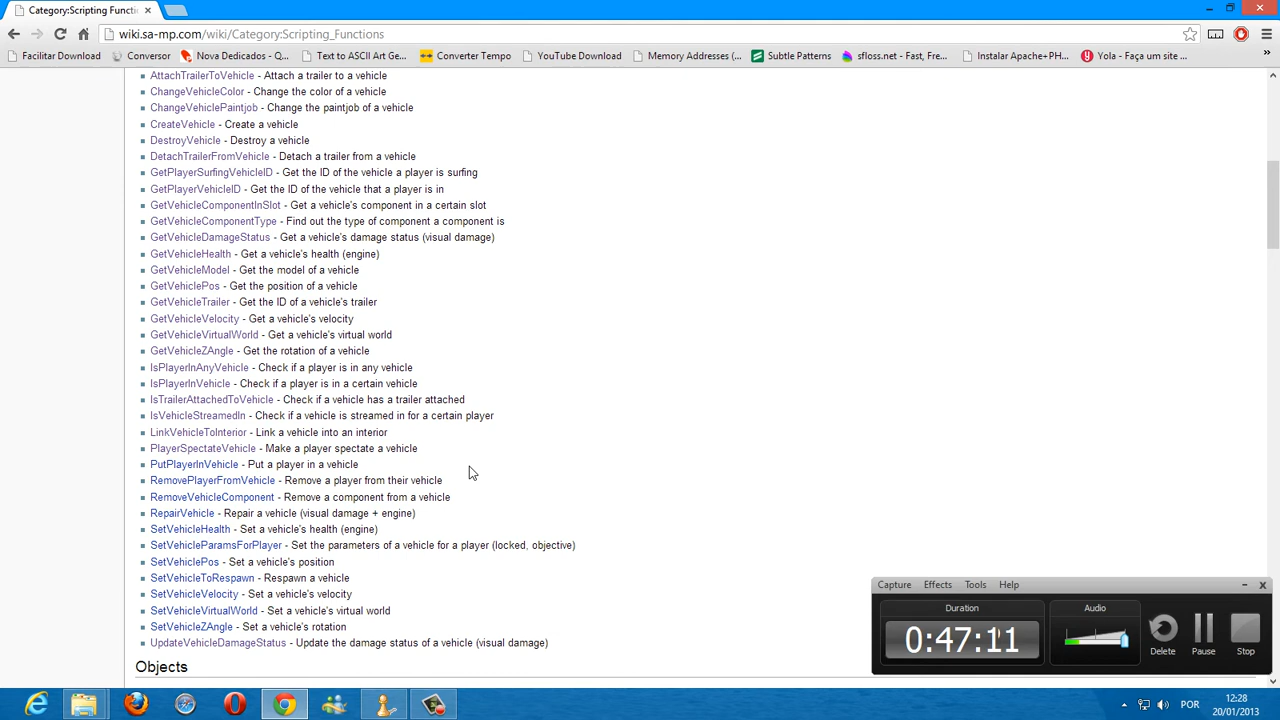 Category:Scripting Functi
wiki.sa-mp.com/wiki/Category:Scripting_Functions
Facilitar Download
Conversor
Nova Dedicados - Q...
Text to ASCII Art Ge...
Converter Tempo
YouTube Download
Memory Addresses (...
Subtle Patterns
sfloss.net - Fast, Fre...
Instalar Apache+PH...
Yola - Faça um site ...
»
AttachTrailerToVehicle - Attach a trailer to a vehicle
ChangeVehicleColor - Change the color of a vehicle
ChangeVehiclePaintjob - Change the paintjob of a vehicle
CreateVehicle - Create a vehicle
DestroyVehicle - Destroy a vehicle
DetachTrailerFromVehicle - Detach a trailer from a vehicle
GetPlayerSurfingVehicleID - Get the ID of the vehicle a player is surfing
GetPlayerVehicleID - Get the ID of the vehicle that a player is in
GetVehicleComponentInSlot - Get a vehicle's component in a certain slot
GetVehicleComponentType - Find out the type of component a component is
GetVehicleDamageStatus - Get a vehicle's damage status (visual damage)
GetVehicleHealth - Get a vehicle's health (engine)
GetVehicleModel - Get the model of a vehicle
GetVehiclePos - Get the position of a vehicle
GetVehicleTrailer - Get the ID of a vehicle's trailer
GetVehicleVelocity - Get a vehicle's velocity
GetVehicleVirtualWorld - Get a vehicle's virtual world
GetVehicleZAngle - Get the rotation of a vehicle
IsPlayerInAnyVehicle - Check if a player is in any vehicle
IsPlayerInVehicle - Check if a player is in a certain vehicle
IsTrailerAttachedToVehicle - Check if a vehicle has a trailer attached
IsVehicleStreamedIn - Check if a vehicle is streamed in for a certain player
LinkVehicleToInterior - Link a vehicle into an interior
PlayerSpectateVehicle - Make a player spectate a vehicle
PutPlayerInVehicle - Put a player in a vehicle
RemovePlayerFromVehicle - Remove a player from their vehicle
RemoveVehicleComponent - Remove a component from a vehicle
RepairVehicle - Repair a vehicle (visual damage + engine)
SetVehicleHealth - Set a vehicle's health (engine)
SetVehicleParamsForPlayer - Set the parameters of a vehicle for a player (locked, objective)
SetVehiclePos - Set a vehicle's position
SetVehicleToRespawn - Respawn a vehicle
SetVehicleVelocity - Set a vehicle's velocity
SetVehicleVirtualWorld - Set a vehicle's virtual world
SetVehicleZAngle - Set a vehicle's rotation
UpdateVehicleDamageStatus - Update the damage status of a vehicle (visual damage)
Objects
Capture Effects Tools Help
Duration
Audio
0:47:11
Delete
Pause
Stop
POR
12:28
20/01/2013